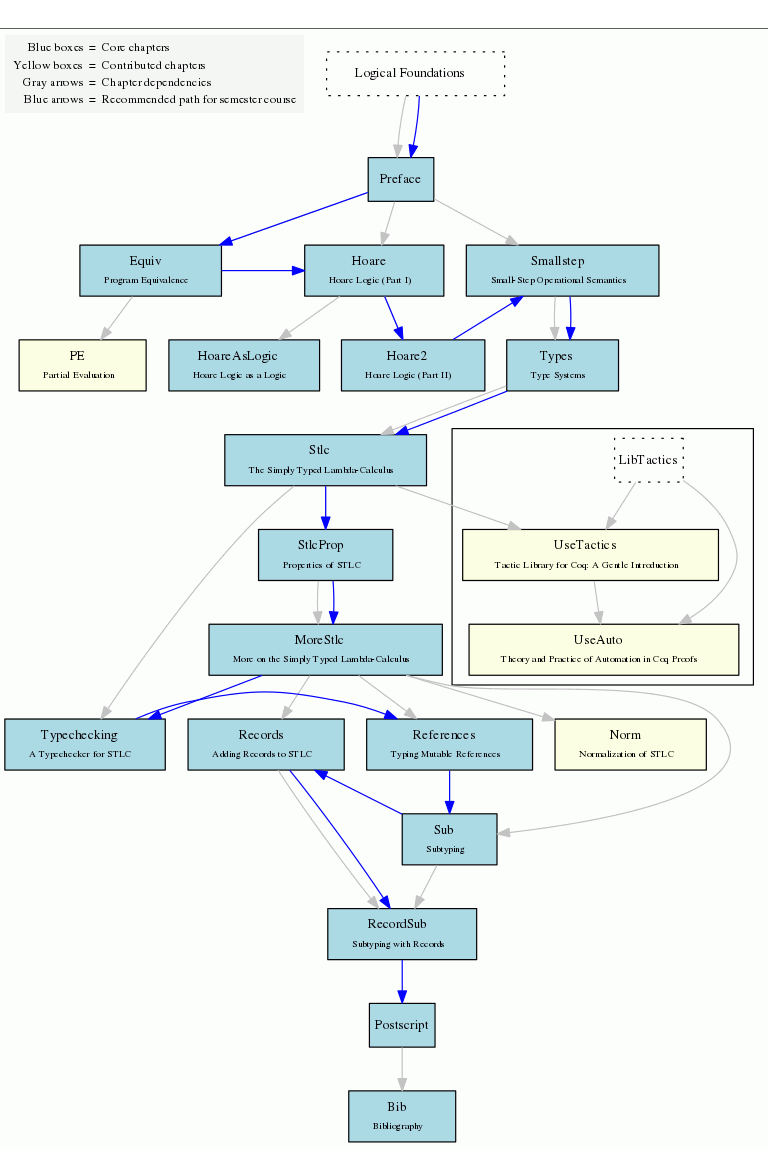 Blue boxes = Core chapters
Yellow boxes = Contributed chapters
Gray arrows = Chapter dependencies
Blue arrows = Recommended path for semester course
Logical Foundations
Preface
Equiv
Program Equivalence
Hoare
Hoare Logic (Part I)
Smallstep
Small-Step Operational Semantics
PE
Partial Evaluation
HoareAsLogic
Hoare Logic as a Logic
Hoare2
Hoare Logic (Part II)
Types
Type Systems
Stlc
The Simply Typed Lambda-Calculus
LibTactics
StlcProp
Properties of STLC
UseTactics
Tactic Library for Coq: A Gentle Introduction
MoreStlc
More on the Simply Typed Lambda-Calculus
UseAuto
Theory and Practice of Automation in Coq Proofs
Typechecking
A Typechecker for STLC
Records
Adding Records to STLC
References
Typing Mutable References
Norm
Normalization of STLC
Sub
Subtyping
RecordSub
Subtyping with Records
Postscript
Bib
Bibliography